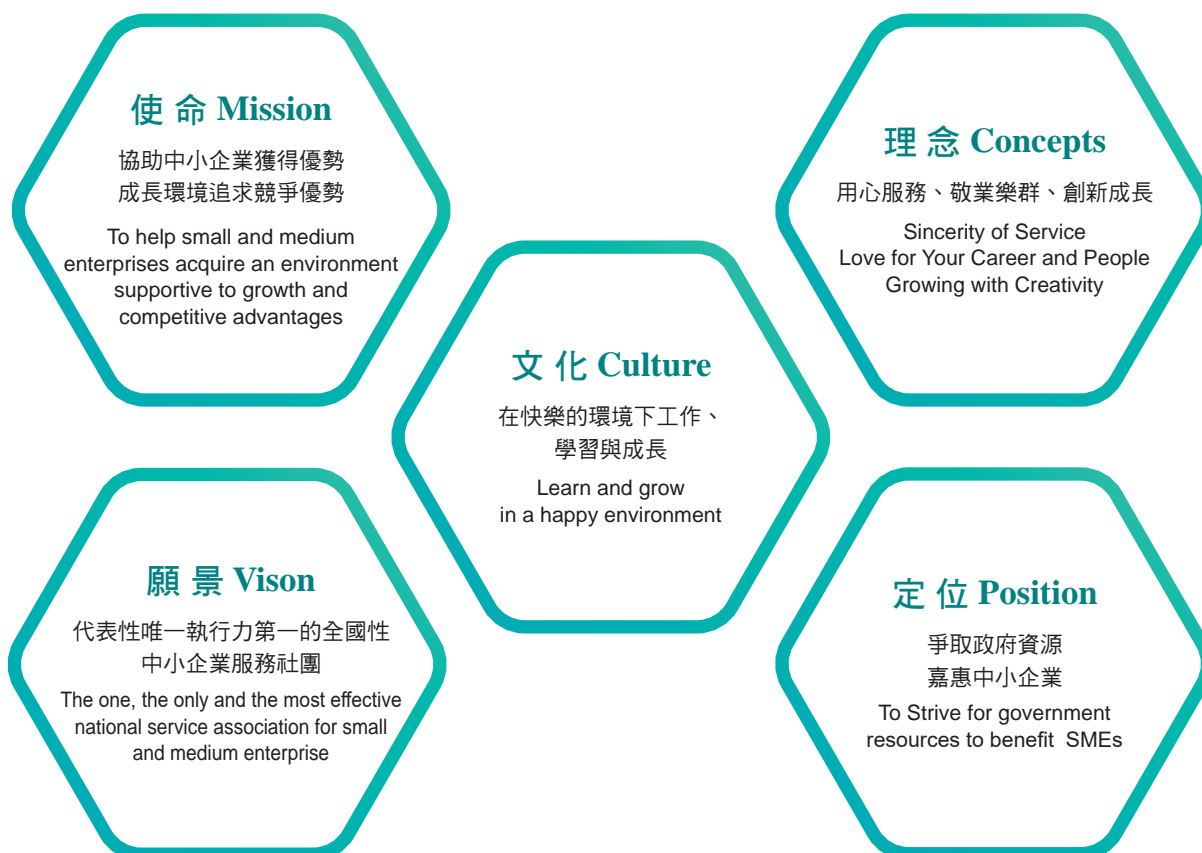 使命 Mission
協助中小企業獲得優勢
成長環境追求競爭優勢
To help small and medium
enterprises acquire an environment
supportive to growth and
competitive advantages
理念 Concepts
用心服務、敬業樂群、創新成長
Sincerity of Service
Love for Your Career and People
Growing with Creativity
文化 Culture
在快樂的環境下工作、
學習與成長
Learn and grow
in a happy environment
願景 Vison
代表性唯一執行力第一的全國性
中小企業服務社團
The one, the only and the most effective
national service association for small
and medium enterprise
定位 Position
爭取政府資源
嘉惠中小企業
To Strive for government
resources to benefit SMEs